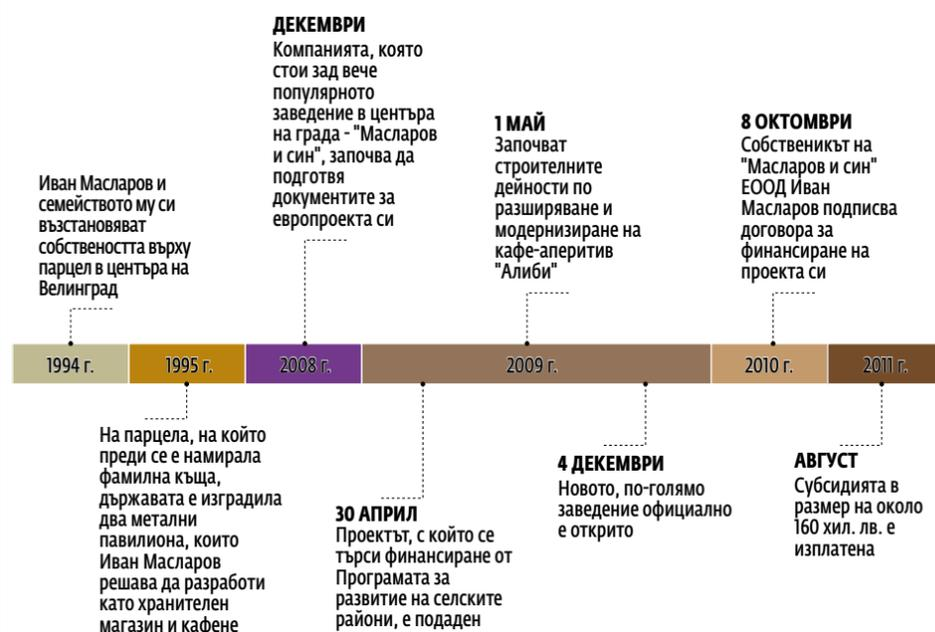 Иван Масларов и
семейството му си
възстановяват
собствеността върху
парцел в центъра на
Велинград
ДЕКЕМВРИ
Компанията, която
стои зад вече
популярното
заведение в центъра
на града - "Масларов
и син", започва да
подготвя
документите за
европроекта си
1 МАЙ
Започват
строителните
дейности по
разширяване и
модернизиране на
кафе-аперитив
"Алиби"
8 ОКТОМВРИ
Собственикът на
"Масларов и син"
ЕООД Иван
Масларов подписва
договора за
финансиране на
проекта си
1994 г.
1995 г.
2008 г.
2009 г.
2010 г.
2011 г.
На парцела, на който
преди се е намирала
фамилна къща,
държавата е изградила
два метални
павилиона, които
Иван Масларов
решава да разработи
като хранителен
магазин и кафене
30 АПРИЛ
Проектът, с който се
търси финансиране от
Програмата за
развитие на селските
райони, е подаден
4 ДЕКЕМВРИ
Новото, по-голямо
заведение официално
е открито
АВГУСТ
Субсидията в
размер на около
160 хил. лв. е
изплатена